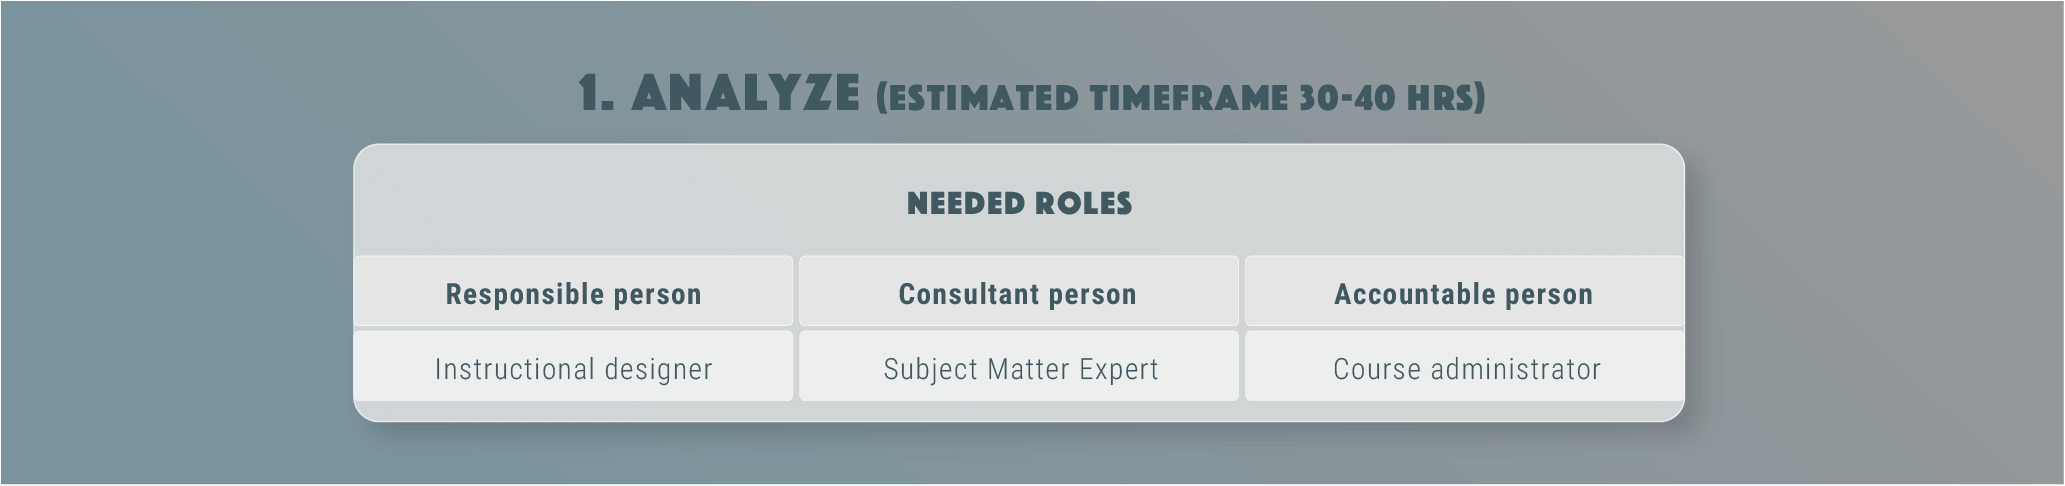 1. ANALYZE (ESTIMATED TIMEFRAME 30-40 HRS)
NEEDED ROLES
Responsible person Consultant person Accountable person
Instructional designer Subject Matter Expert Course administrator